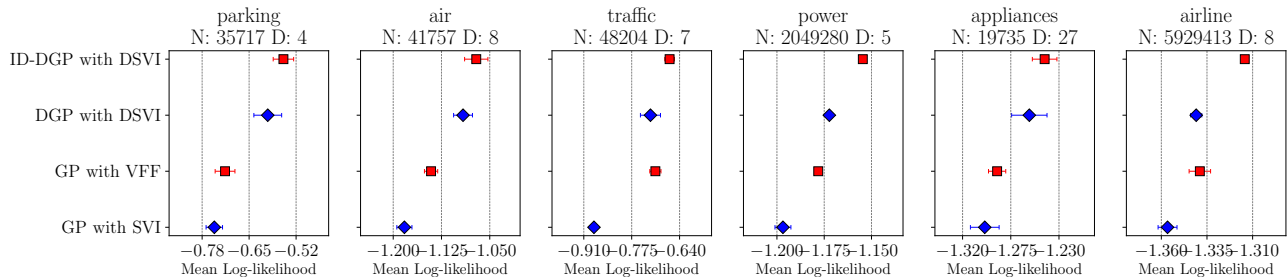 parking
N: 35717 D: 4
air
N: 41757 D: 8
traffic
N: 48204 D: 7
power
N: 2049280 D: 5
appliances
N: 19735 D: 27
airline
N: 5929413 D: 8
ID-DGP with DSVI
DGP with DSVI
GP with VFF
GP with SVI
−0.78 −0.65 −0.52
−1.200 −1.125 −1.050
−0.910 −0.775 −0.640
−1.200 −1.175 −1.150
−1.320 −1.275 −1.230
−1.360 −1.335 −1.310
Mean Log-likelihood
Mean Log-likelihood
Mean Log-likelihood
Mean Log-likelihood
Mean Log-likelihood
Mean Log-likelihood